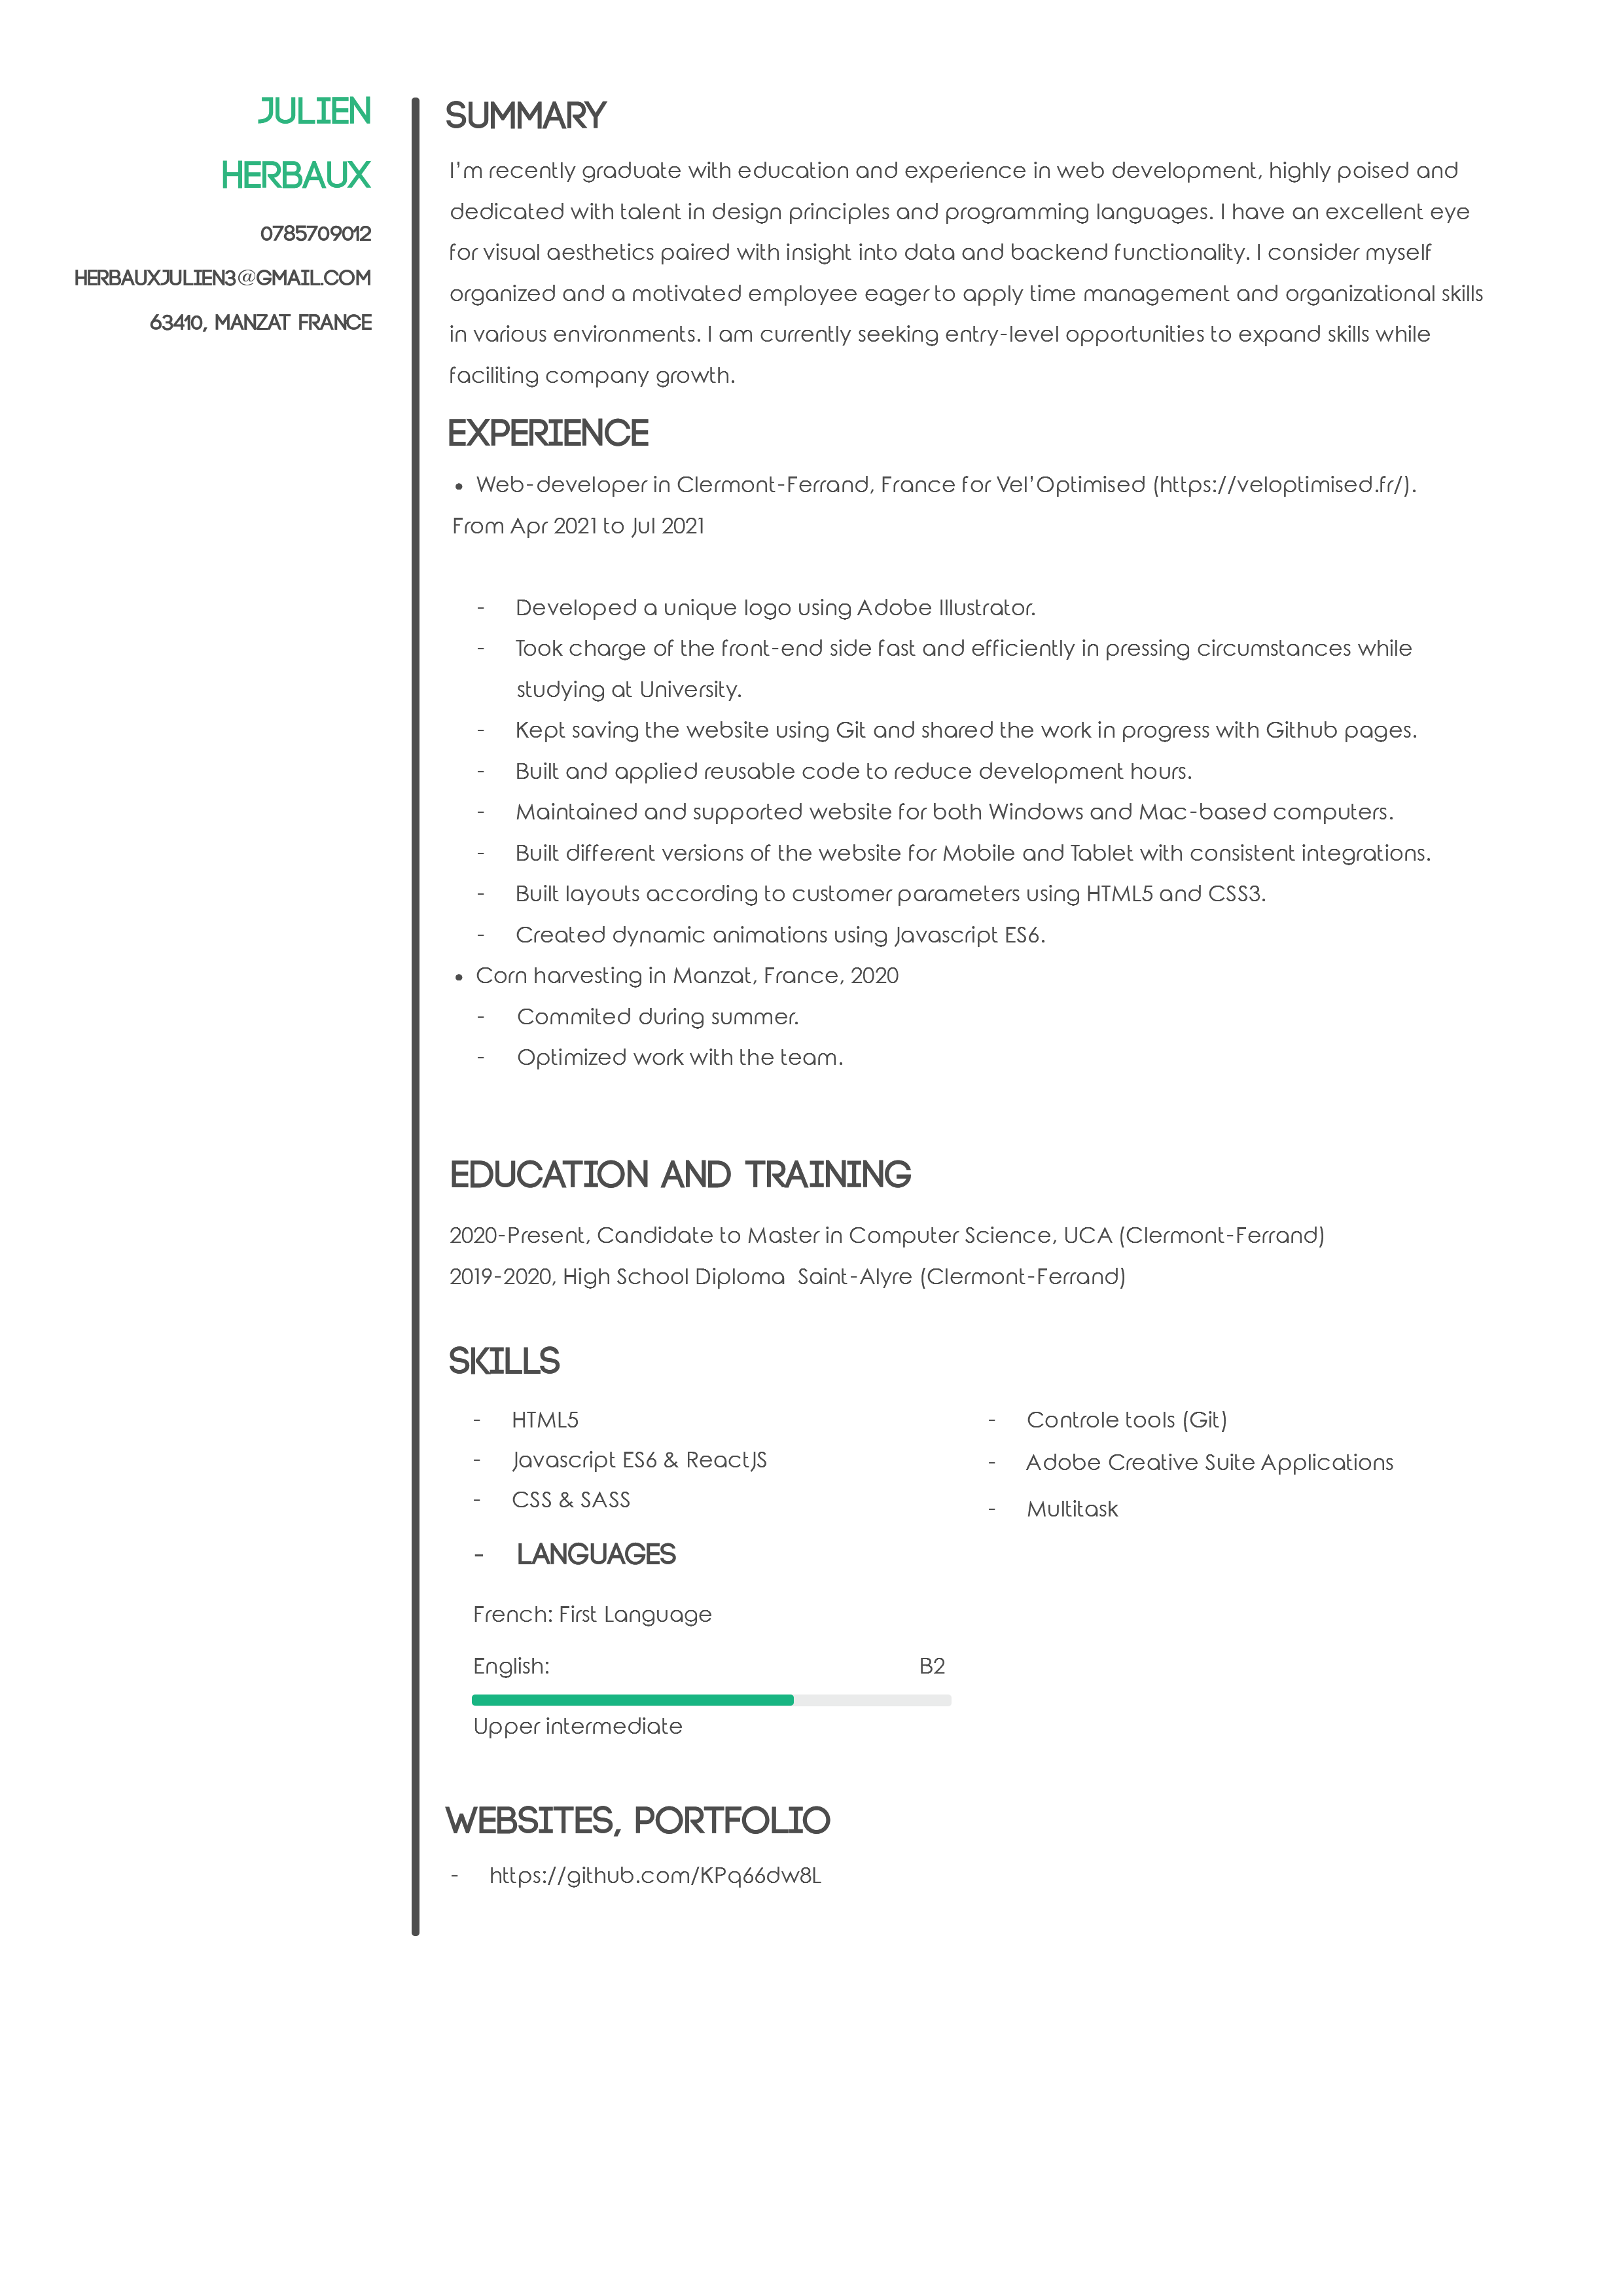 JULIEN
HERBAUX
0785709012
HERBAUXJULIEN3@GMAIL.COM
63410, MANZAT FRANCE
SUMMARY
I'm recently graduate with education and experience in web development, highly poised and
dedicated with talent in design principles and programming languages. I have an excellent eye
for visual aesthetics paired with insight into data and backend functionality. I consider myself
organized and a motivated employee eager to apply time management and organizational skills
in various environments. I am currently seeking entry-level opportunities to expand skills while
faciliting company growth.
EXPERIENCE
• Web-developer in Clermont-Ferrand, France for Vel'Optimised (https://veloptimised.fr/).
From Apr 2021 to Jul 2021
- Developed a unique logo using Adobe Illustrator.
- Took charge of the front-end side fast and efficiently in pressing circumstances while
studying at University.
- Kept saving the website using Git and shared the work in progress with Github pages.
- Built and applied reusable code to reduce development hours.
- Maintained and supported website for both Windows and Mac-based computers.
- Built different versions of the website for Mobile and Tablet with consistent integrations.
- Built layouts according to customer parameters using HTML5 and CSS3.
- Created dynamic animations using Javascript ES6.
• Corn harvesting in Manzat, France, 2020
- Commited during summer.
- Optimized work with the team.
EDUCATION AND TRAINING
2020-Present, Candidate to Master in Computer Science, UCA (Clermont-Ferrand)
2019-2020, High School Diploma Saint-Alyre (Clermont-Ferrand)
SKILLS
- HTML5
- Javascript ES6 & ReactJS
- CSS & SASS
- Controle tools (Git)
- Adobe Creative Suite Applications
- Multitask
- LANGUAGES
French: First Language
English: B2
Upper intermediate
WEBSITES, PORTFOLIO
- https://github.com/KPq66dw8L